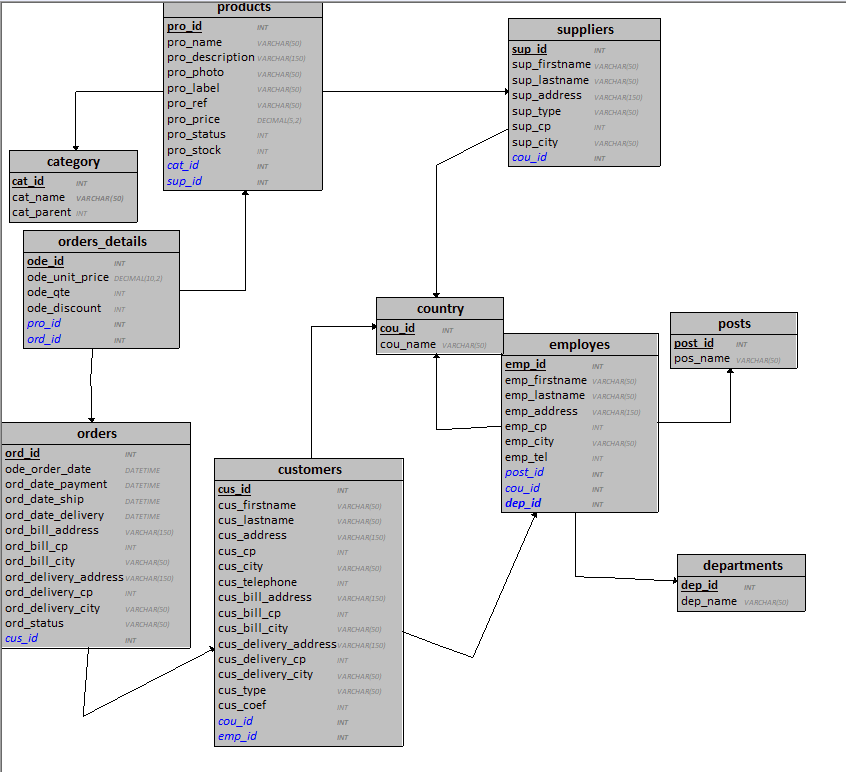 products
pro_id INT
pro_name VARCHAR(50)
pro_description VARCHAR(150)
pro_photo VARCHAR(50)
pro_label VARCHAR(50)
pro_ref VARCHAR(50)
pro_price DECIMAL(5,2)
pro_status INT
pro_stock INT
cat_id INT
sup_id INT
suppliers
sup_id INT
sup_firstname VARCHAR(50)
sup_lastname VARCHAR(50)
sup_address VARCHAR(150)
sup_type VARCHAR(50)
sup_cp INT
sup_city VARCHAR(50)
cou_id INT
category
cat_id INT
cat_name VARCHAR(50)
cat_parent INT
orders_details
ode_id INT
ode_unit_price DECIMAL(10,2)
ode_qte INT
ode_discount INT
pro_id INT
ord_id INT
country
cou_id INT
cou_name VARCHAR(50)
employes
emp_id INT
emp_firstname VARCHAR(50)
emp_lastname VARCHAR(50)
emp_address VARCHAR(150)
emp_cp INT
emp_city VARCHAR(50)
emp_tel INT
post_id INT
cou_id INT
dep_id INT
posts
post_id INT
pos_name VARCHAR(50)
orders
ord_id INT
ode_order_date DATETIME
ord_date_payment DATETIME
ord_date_ship DATETIME
ord_date_delivery DATETIME
ord_bill_address VARCHAR(150)
ord_bill_cp INT
ord_bill_city VARCHAR(50)
ord_delivery_address VARCHAR(150)
ord_delivery_cp INT
ord_delivery_city VARCHAR(50)
ord_status VARCHAR(50)
cus_id INT
customers
cus_id INT
cus_firstname VARCHAR(50)
cus_lastname VARCHAR(50)
cus_address VARCHAR(150)
cus_cp INT
cus_city VARCHAR(50)
cus_telephone INT
cus_bill_address VARCHAR(150)
cus_bill_cp INT
cus_bill_city VARCHAR(50)
cus_delivery_address VARCHAR(150)
cus_delivery_cp INT
cus_delivery_city VARCHAR(50)
cus_type VARCHAR(50)
cus_coef INT
cou_id INT
emp_id INT
departments
dep_id INT
dep_name VARCHAR(50)